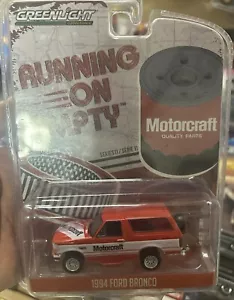 GREENLIGHT
RUNNING
ON
EMPTY
Motorcraft
QUALITY PARTS
Motorcraft
1994 FORD BRONCO